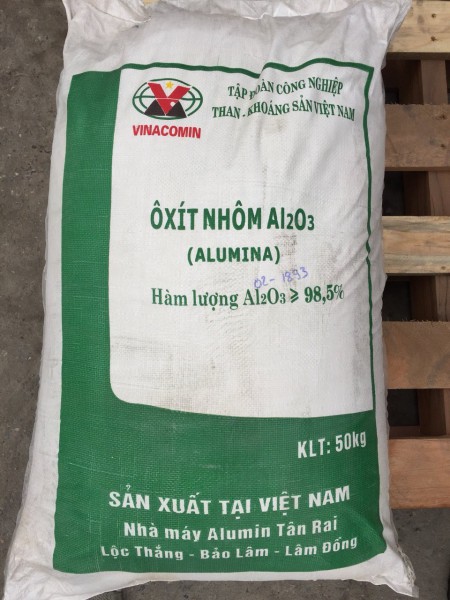 VINACOMIN
TẬP ĐOÀN CÔNG NGHIỆP
THAN - KHOÁNG SẢN VIỆT NAM
ÔXÍT NHÔM Al2O3
(ALUMINA)
02-1893
Hàm lượng Al2O3 ≥ 98,5%
KLT: 50kg
SẢN XUẤT TẠI VIỆT NAM
Nhà máy Alumin Tân Rai
Lộc Thắng - Bảo Lâm - Lâm Đồng